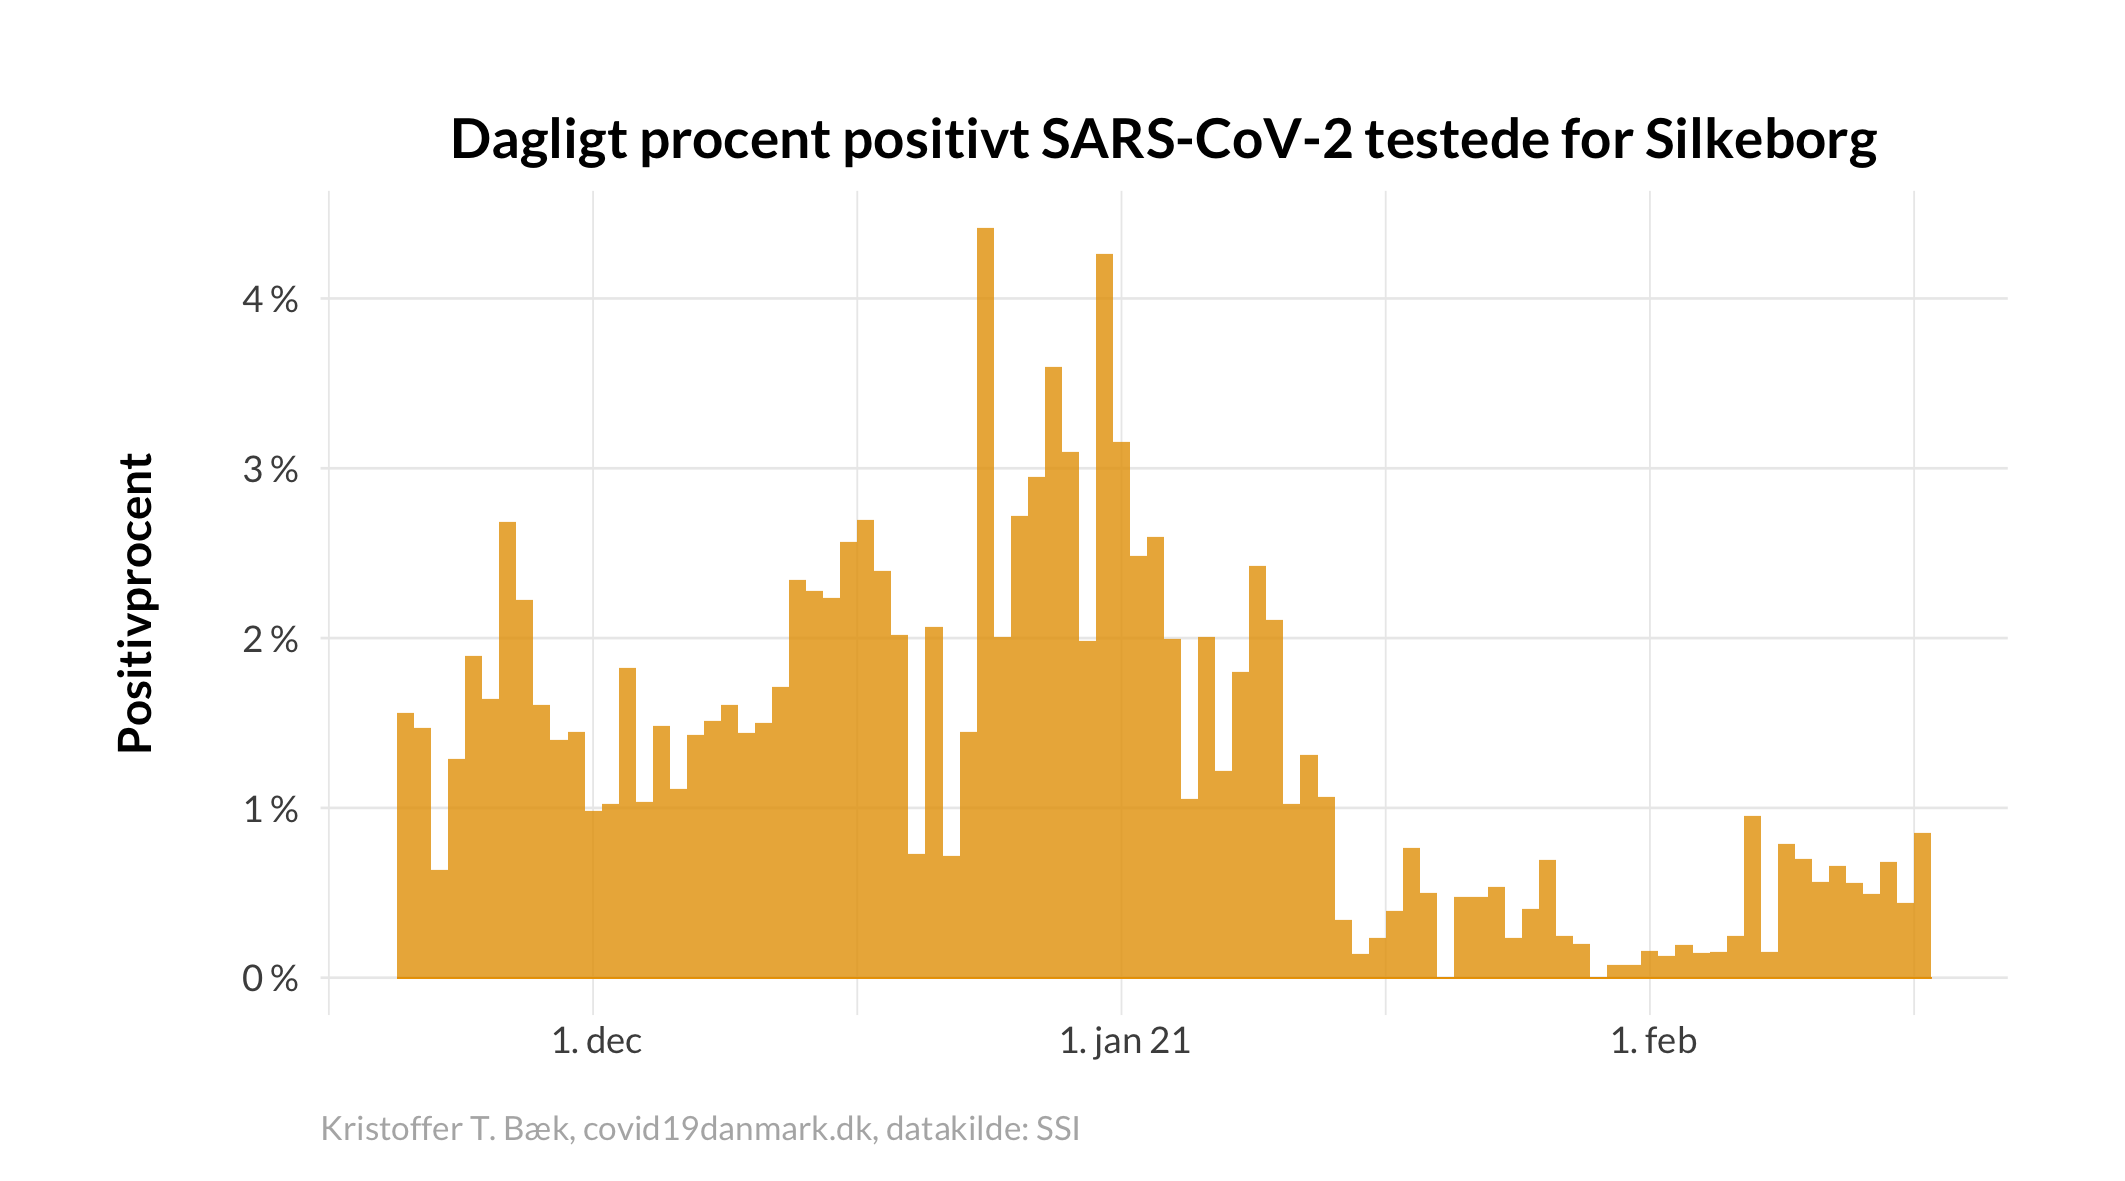 Dagligt procent positivt SARS-CoV-2 testede for Silkeborg
Positivprocent
4 %
3 %
2 %
1 %
0 %
1. dec
1. jan 21
1. feb
Kristoffer T. Bæk, covid19danmark.dk, datakilde: SSI